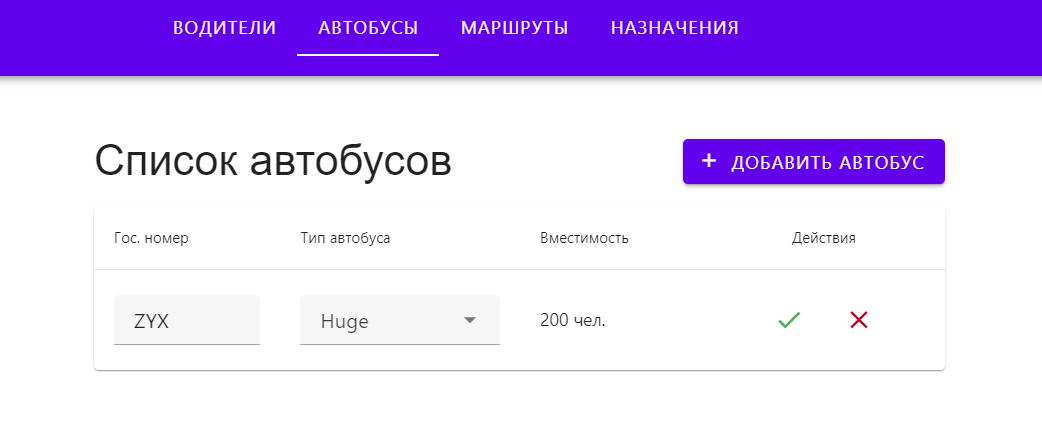 ВОДИТЕЛИ АВТОБУСЫ МАРШРУТЫ НАЗНАЧЕНИЯ
Список автобусов
+ ДОБАВИТЬ АВТОБУС
Гос. номер Тип автобуса Вместимость Действия
ZYX Huge 200 чел.